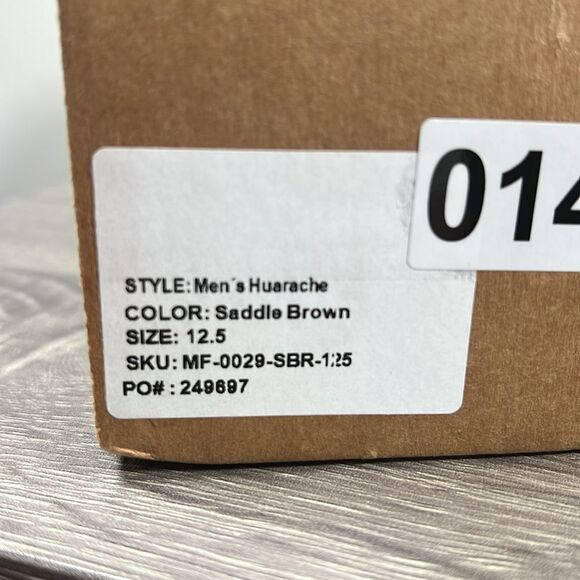 014
STYLE: Men´s Huarache
COLOR: Saddle Brown
SIZE: 12.5
SKU: MF-0029-SBR-125
PO# : 249697